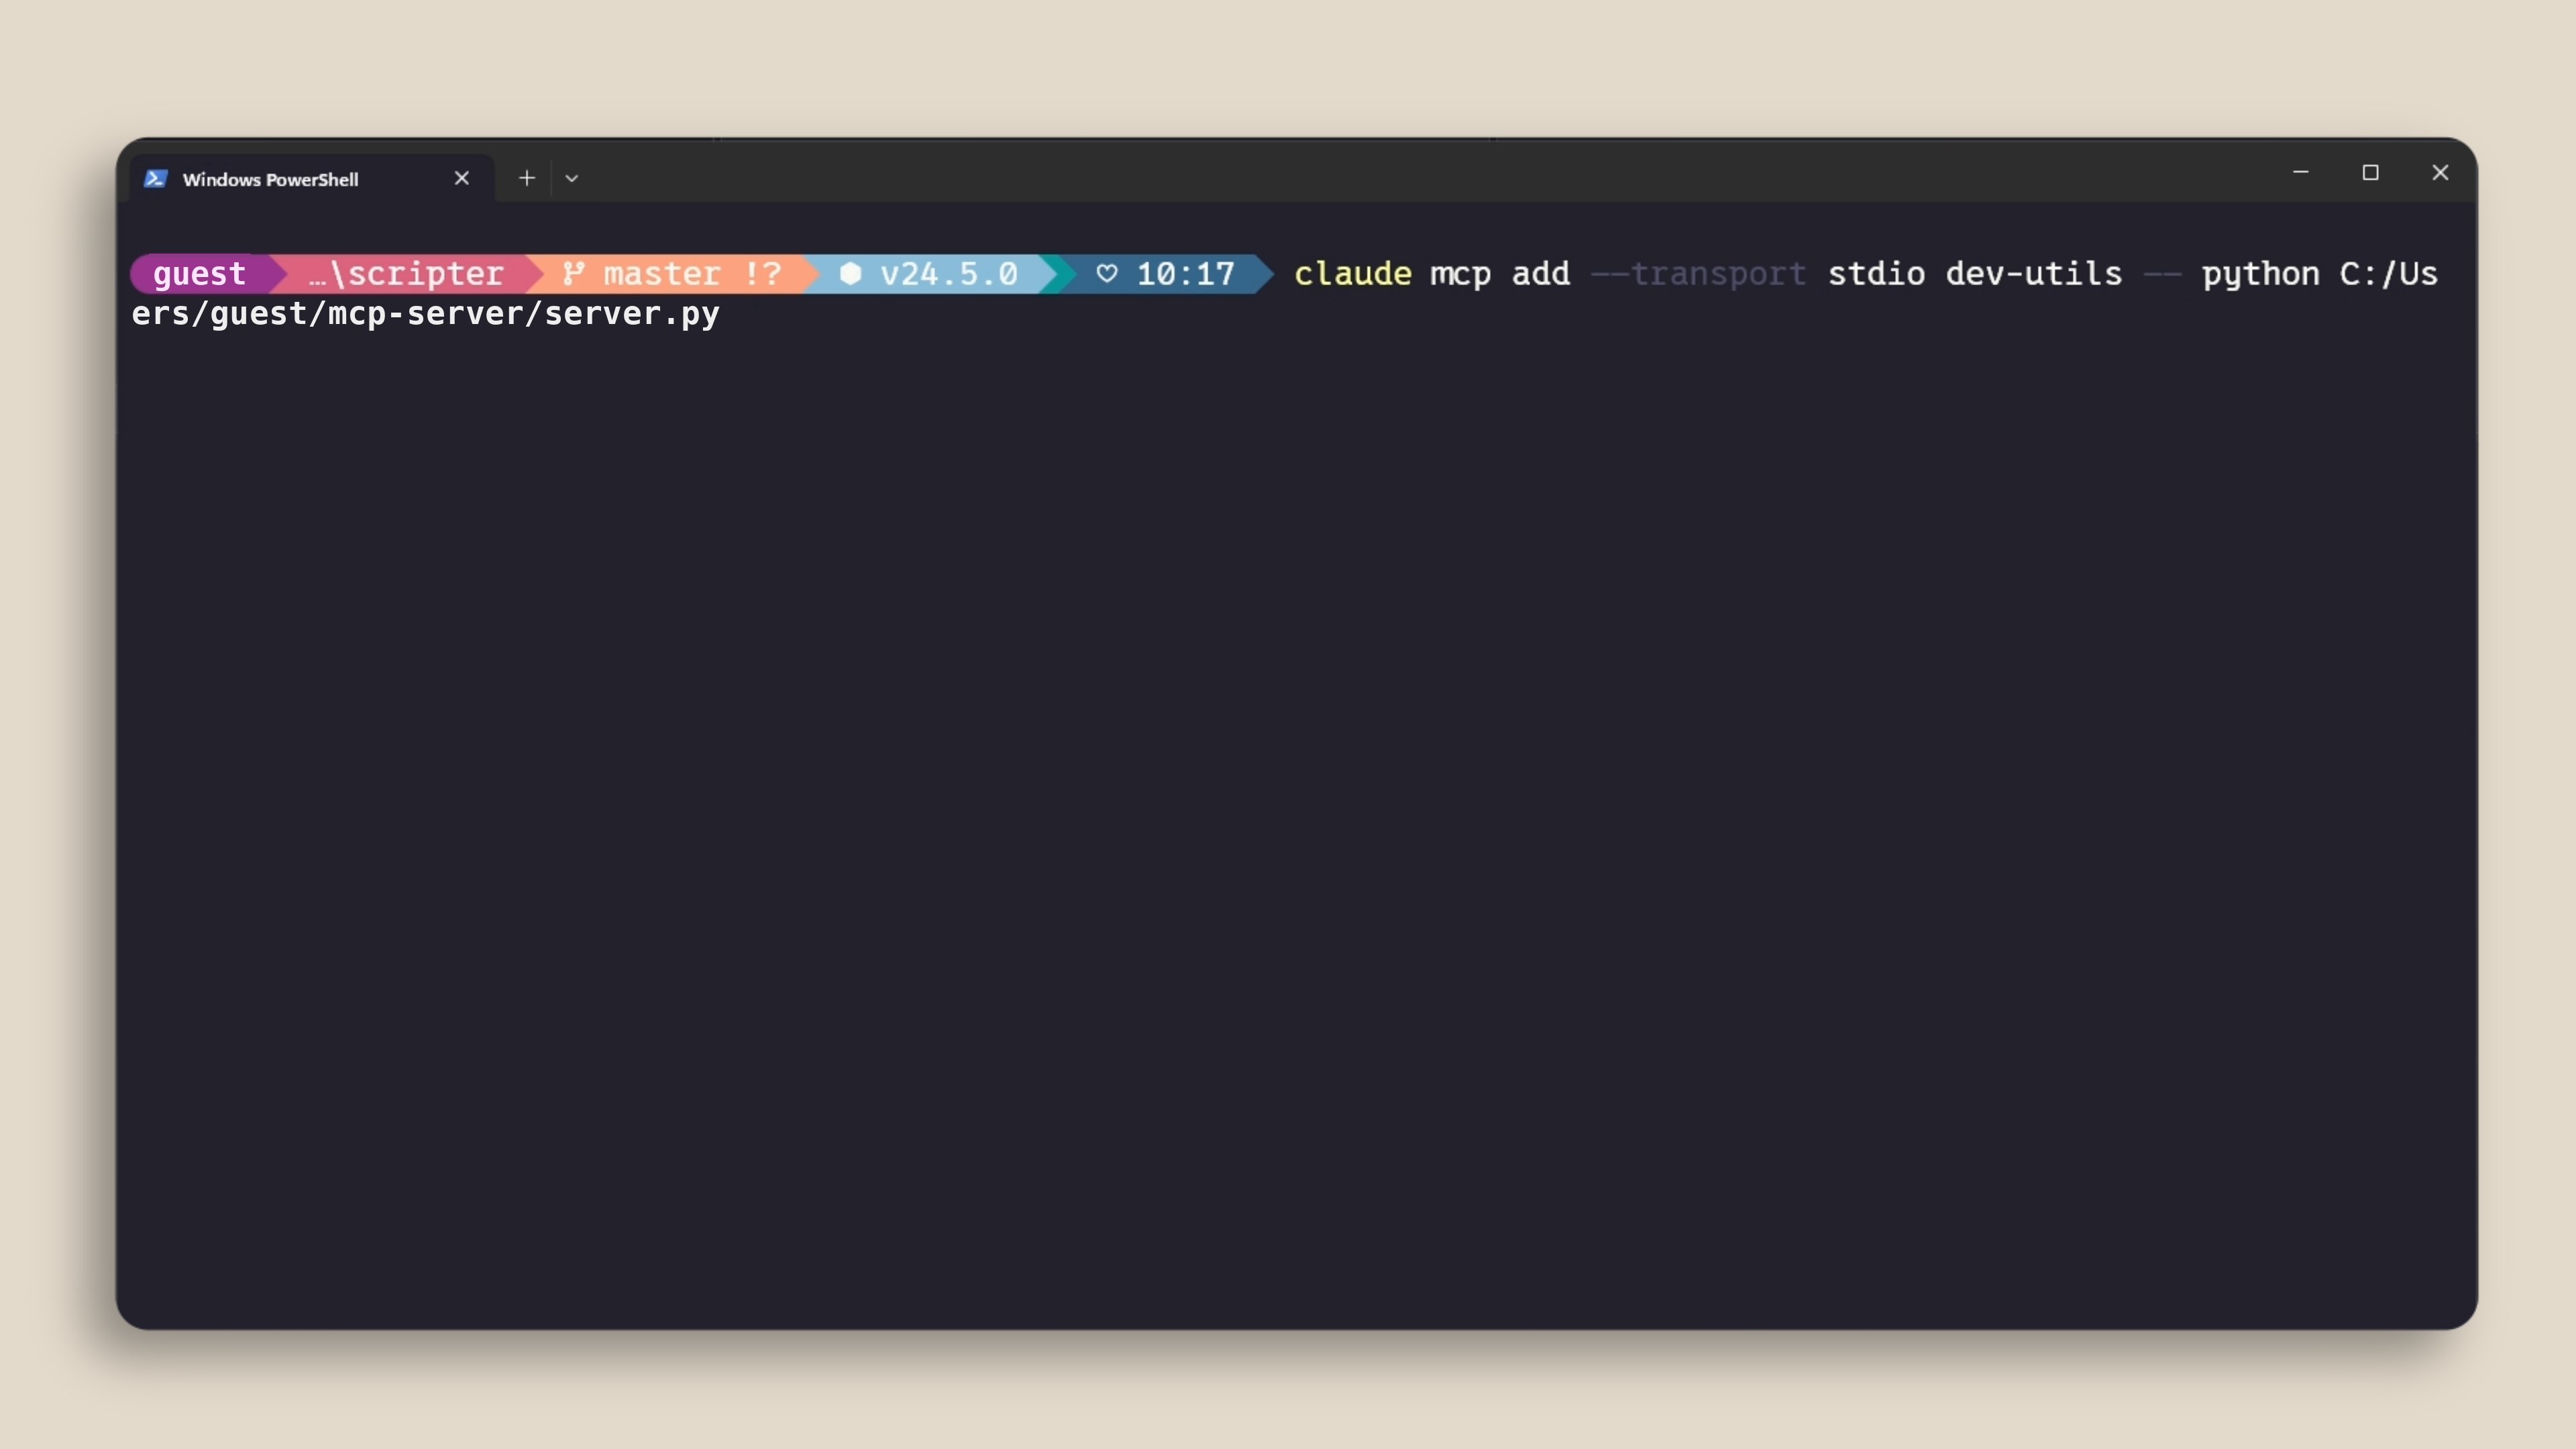 Windows PowerShell
guest …\scripter master !? v24.5.0 ♡ 10:17 claude mcp add --transport stdio dev-utils -- python C:/Us
ers/guest/mcp-server/server.py